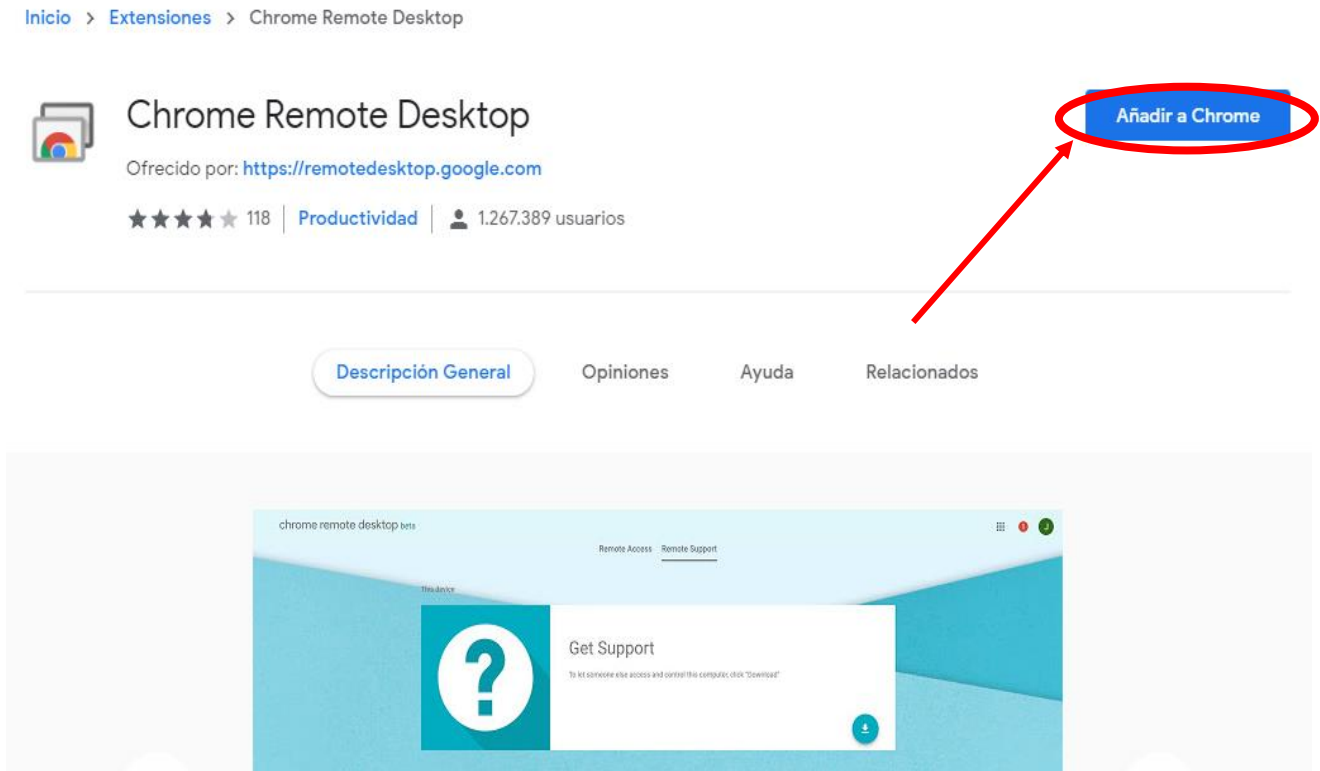 Inicio > Extensiones > Chrome Remote Desktop
Chrome Remote Desktop
Añadir a Chrome
Ofrecido por: https://remotedesktop.google.com
118 | Productividad | 1.267.389 usuarios
Descripción General Opiniones Ayuda Relacionados
chrome remote desktop beta
Remote Access Remote Support
This device
Get Support
To let someone else access and control this computer, click "Download"
J